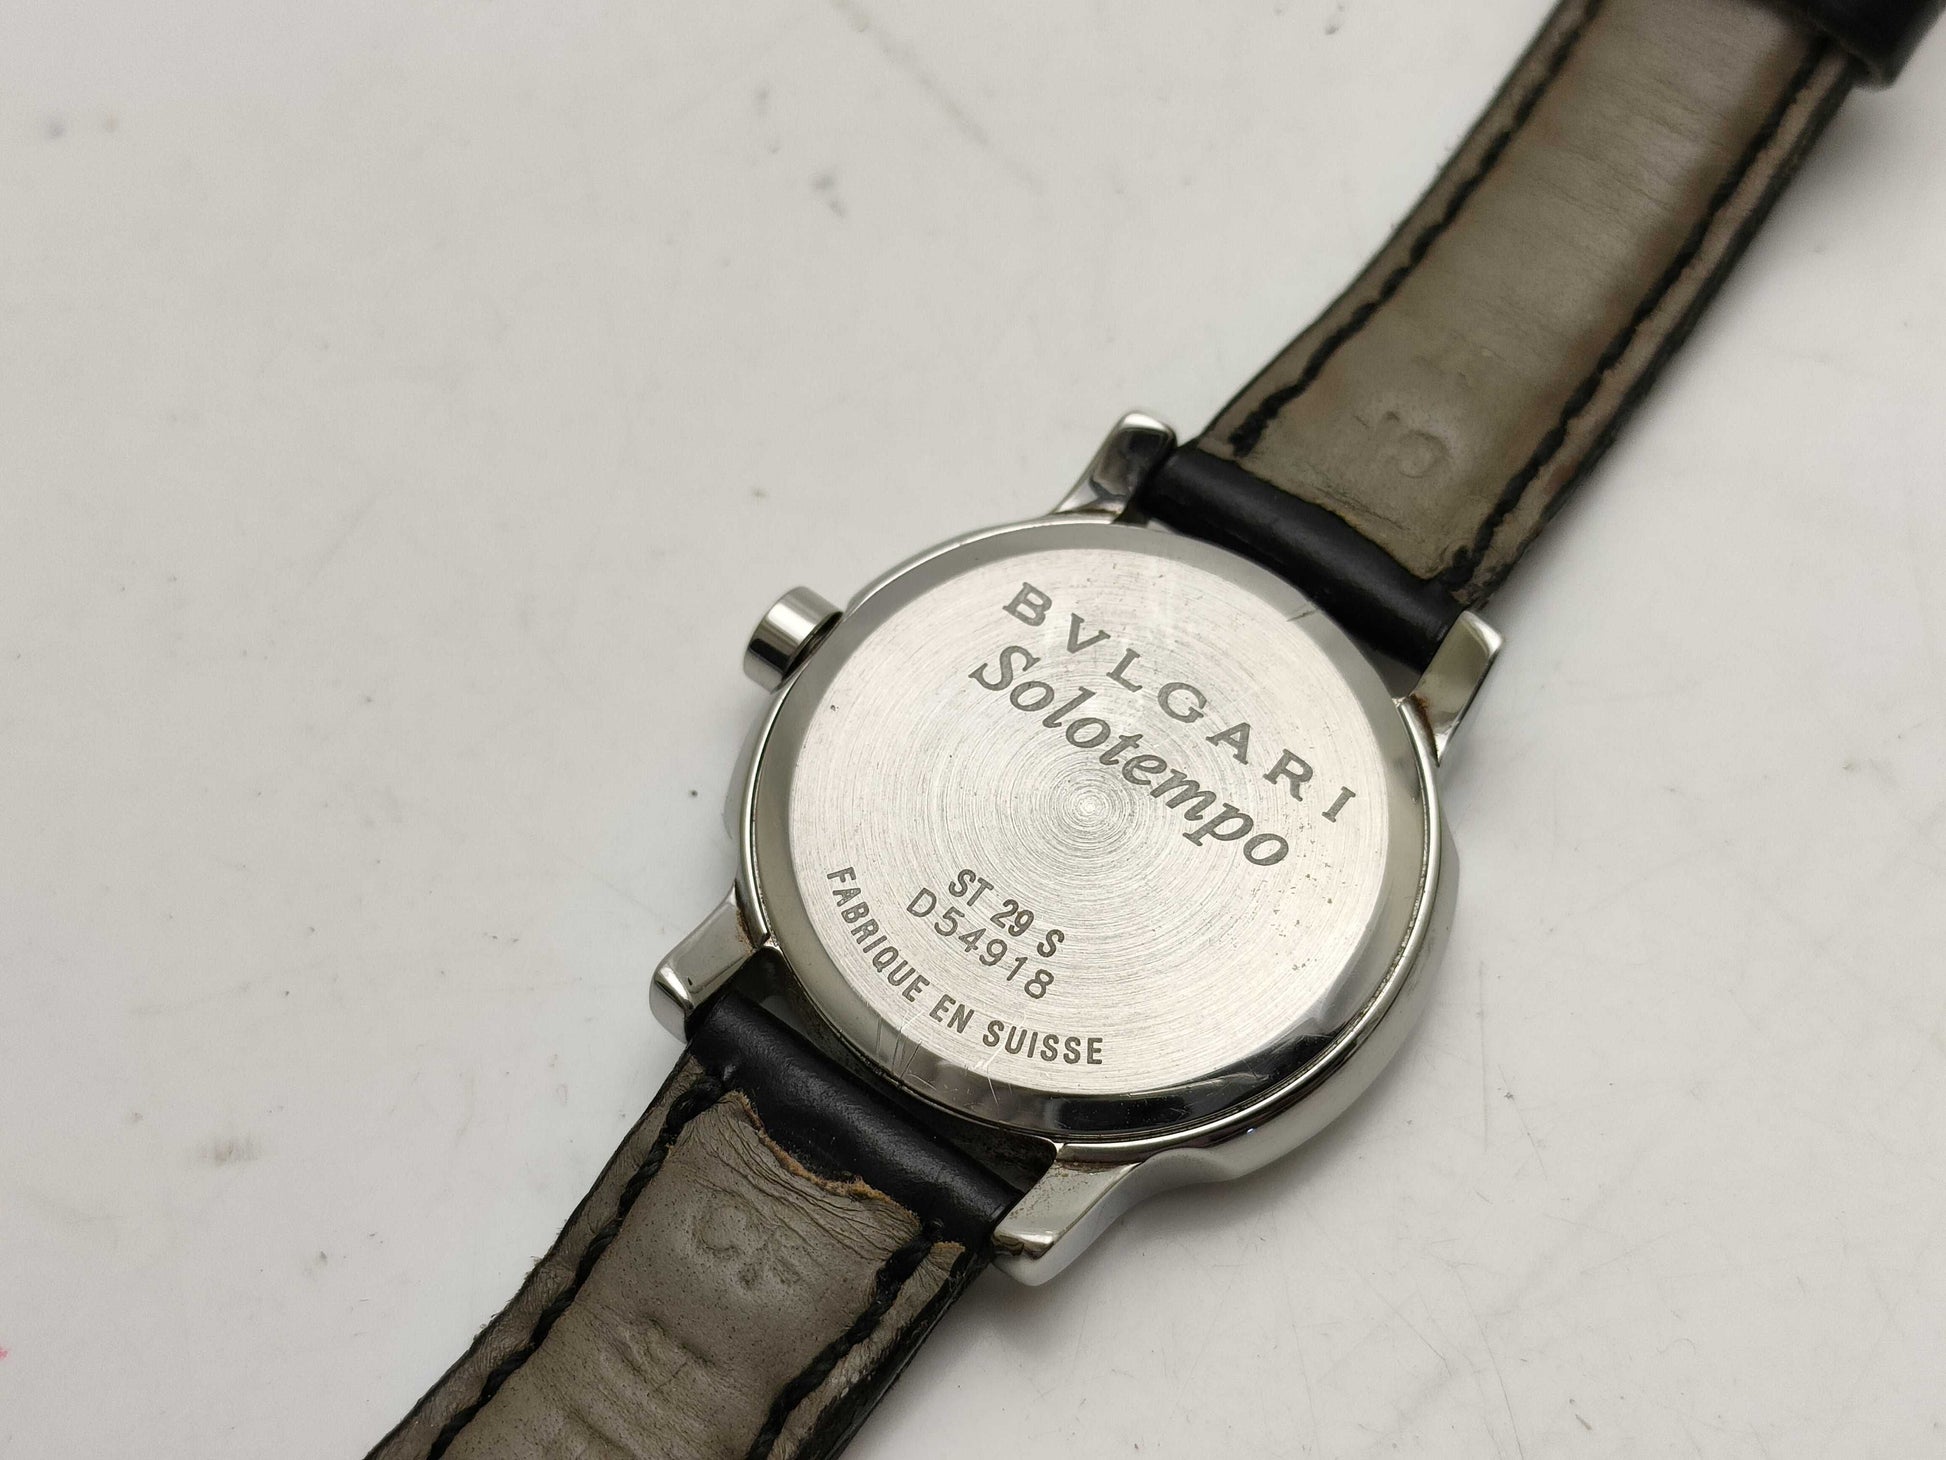 BVLGARI
Solotempo
ST 29 S
D54918
FABRIQUE EN SUISSE